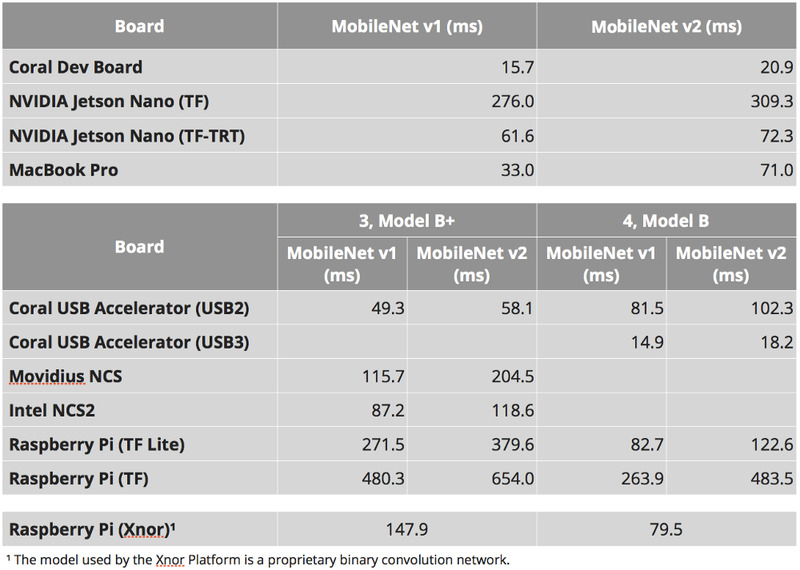 Board MobileNet v1 (ms) MobileNet v2 (ms)
Coral Dev Board 15.7 20.9
NVIDIA Jetson Nano (TF) 276.0 309.3
NVIDIA Jetson Nano (TF-TRT) 61.6 72.3
MacBook Pro 33.0 71.0
Board 3, Model B+ 4, Model B
MobileNet v1 (ms) MobileNet v2 (ms) MobileNet v1 (ms) MobileNet v2 (ms)
Coral USB Accelerator (USB2) 49.3 58.1 81.5 102.3
Coral USB Accelerator (USB3) 14.9 18.2
Movidius NCS 115.7 204.5
Intel NCS2 87.2 118.6
Raspberry Pi (TF Lite) 271.5 379.6 82.7 122.6
Raspberry Pi (TF) 480.3 654.0 263.9 483.5
Raspberry Pi (Xnor)¹ 147.9 79.5
¹ The model used by the Xnor Platform is a proprietary binary convolution network.